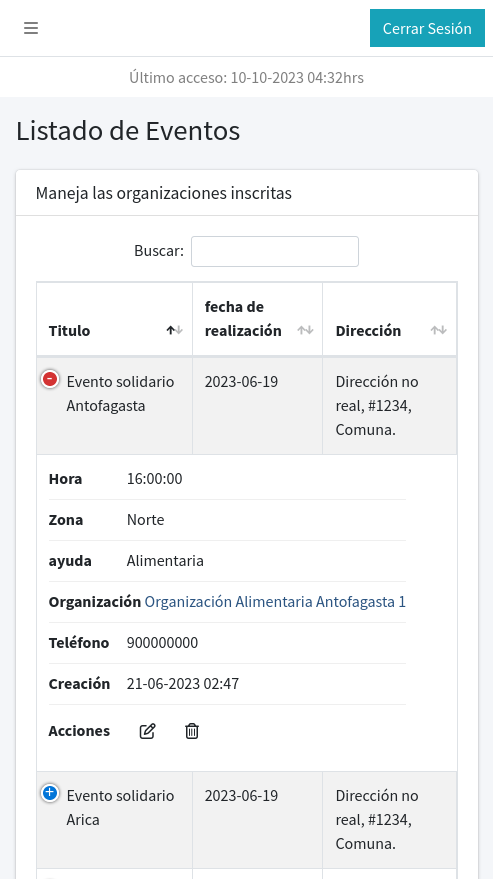 Cerrar Sesión
Último acceso: 10-10-2023 04:32hrs
Listado de Eventos
Maneja las organizaciones inscritas
Buscar:
Titulo
fecha de
realización
Dirección
Evento solidario
Antofagasta
2023-06-19
Dirección no
real, #1234,
Comuna.
Hora 16:00:00
Zona Norte
ayuda Alimentaria
Organización Organización Alimentaria Antofagasta 1
Teléfono 900000000
Creación 21-06-2023 02:47
Acciones
Evento solidario
Arica
2023-06-19
Dirección no
real, #1234,
Comuna.